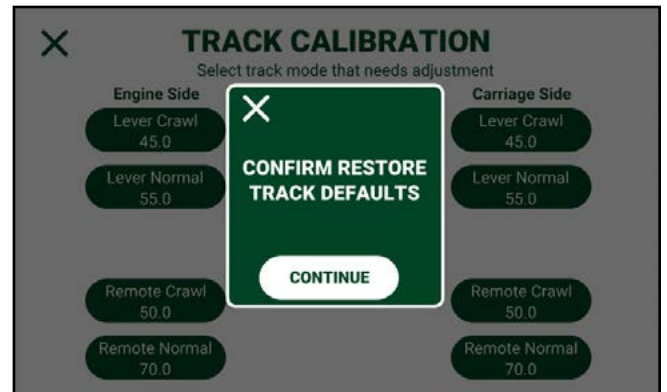 TRACK CALIBRATION
Select track mode that needs adjustment
Engine Side
Carriage Side
Lever Crawl
45.0
Lever Crawl
45.0
Lever Normal
55.0
Lever Normal
55.0
CONFIRM RESTORE
TRACK DEFAULTS
CONTINUE
Remote Crawl
50.0
Remote Crawl
50.0
Remote Normal
70.0
Remote Normal
70.0